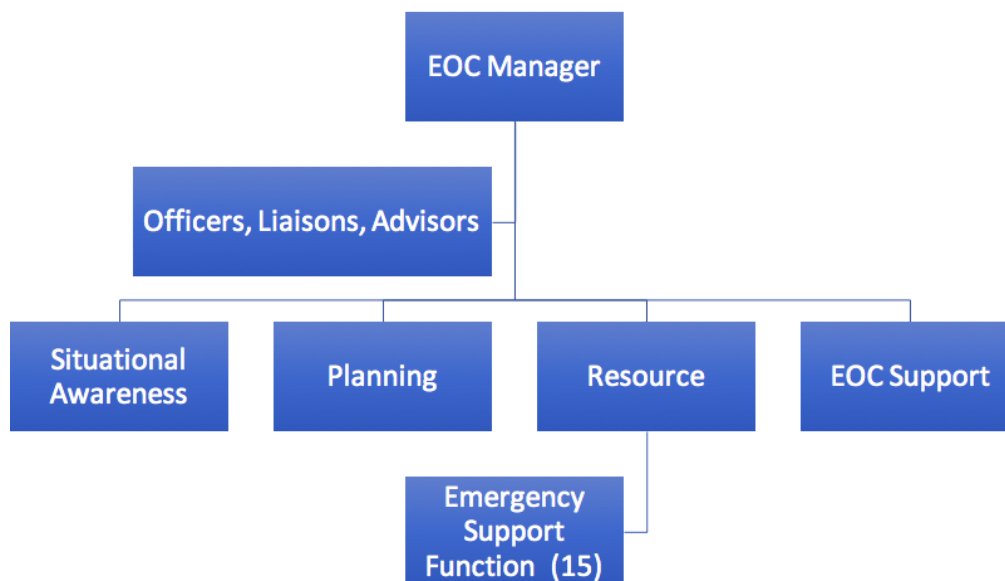 EOC Manager
Officers, Liaisons, Advisors
Situational
Awareness
Planning
Resource
EOC Support
Emergency
Support
Function (15)